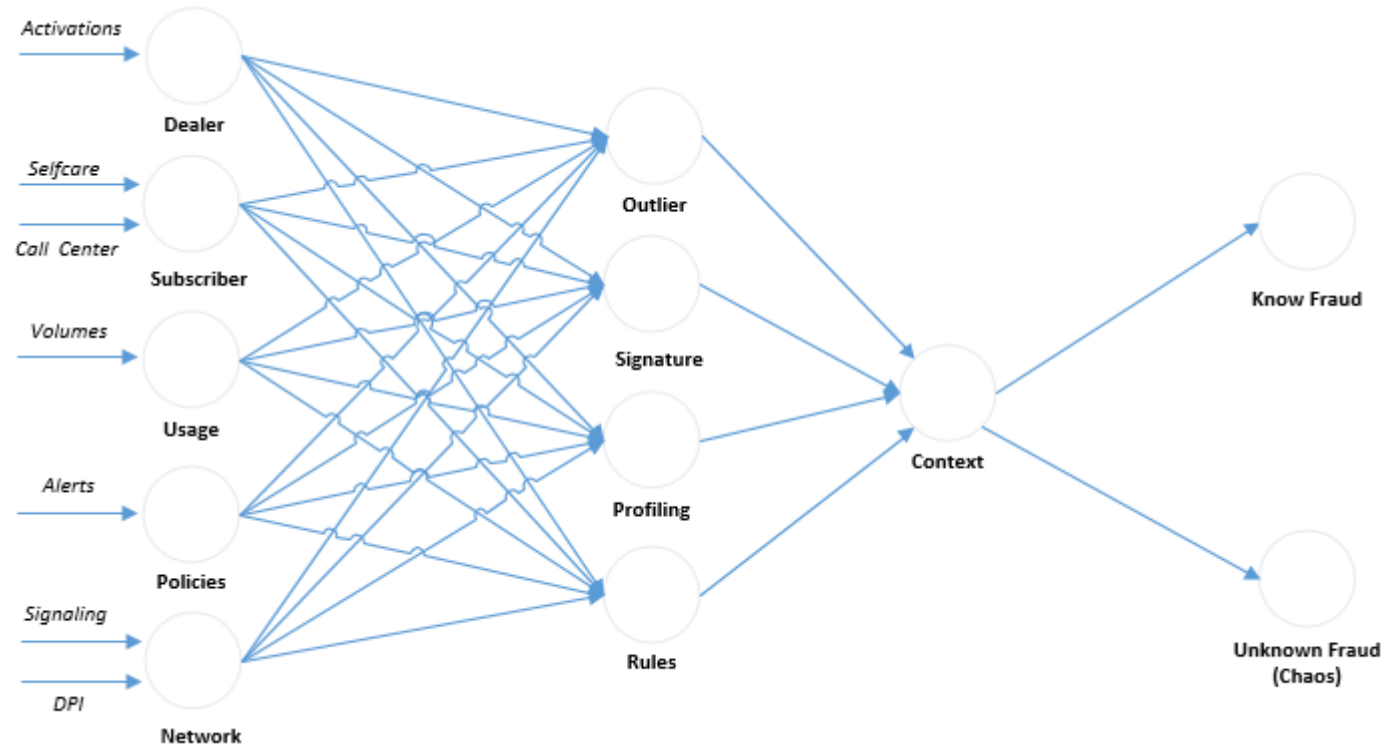 Activations
Dealer
Selfcare
Call Center
Subscriber
Volumes
Usage
Alerts
Policies
Signaling
DPI
Network
Outlier
Signature
Profiling
Rules
Context
Know Fraud
Unknown Fraud
(Chaos)